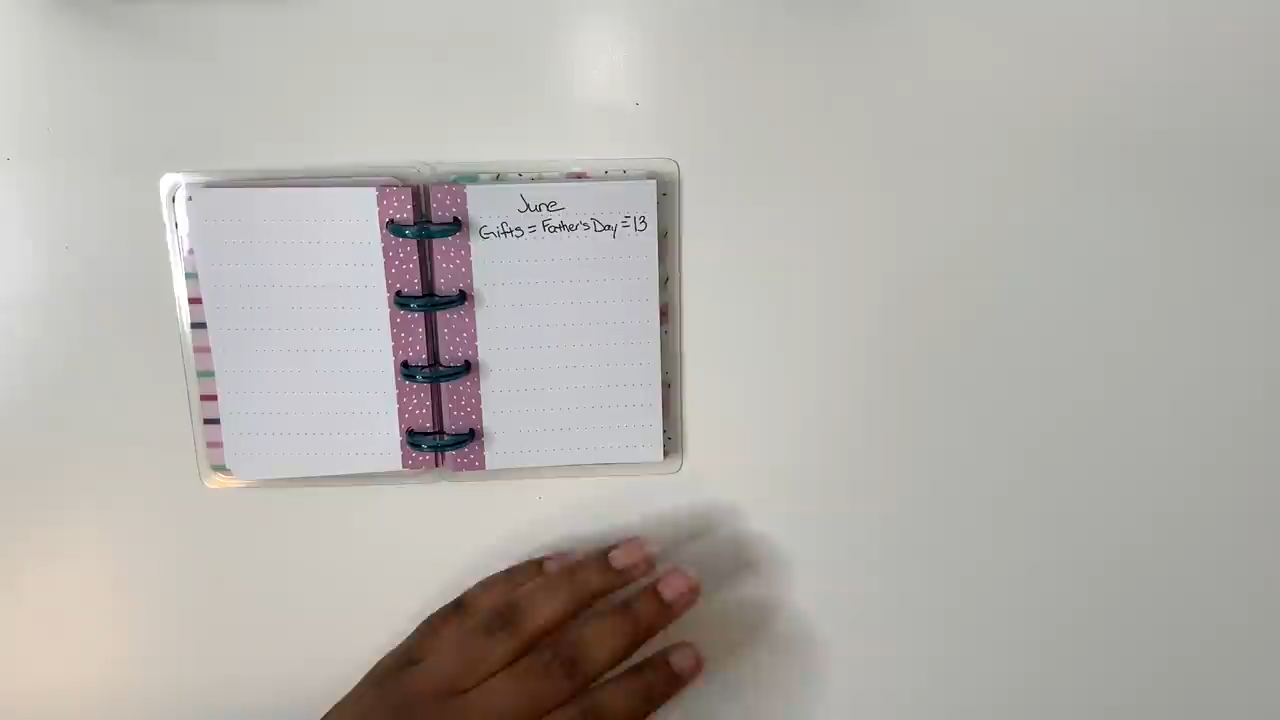 June
Gifts = Father's Day = 13